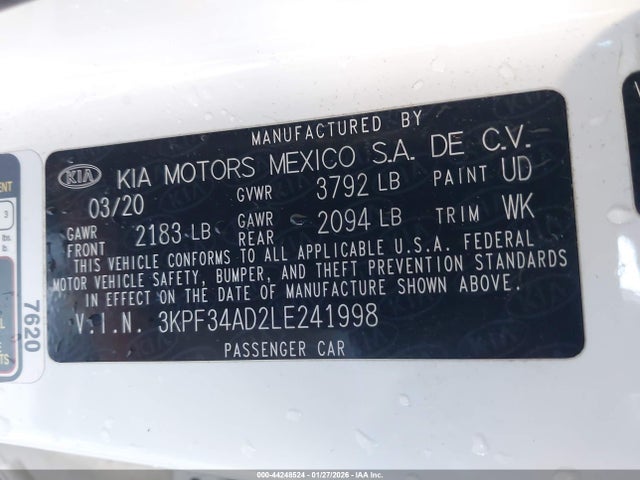 MANUFACTURED BY
KIA KIA MOTORS MEXICO S.A. DE C.V.
03/20 GVWR 3792 LB PAINT UD
GAWR FRONT 2183 LB GAWR REAR 2094 LB TRIM WK
THIS VEHICLE CONFORMS TO ALL APPLICABLE U.S.A. FEDERAL
MOTOR VEHICLE SAFETY, BUMPER, AND THEFT PREVENTION STANDARDS
IN EFFECT ON THE DATE OF MANUFACTURE SHOWN ABOVE.
V.I.N. 3KPF34AD2LE241998
PASSENGER CAR
7620
3
lbs.
000-44248524 | 01/27/2026 - IAA Inc.